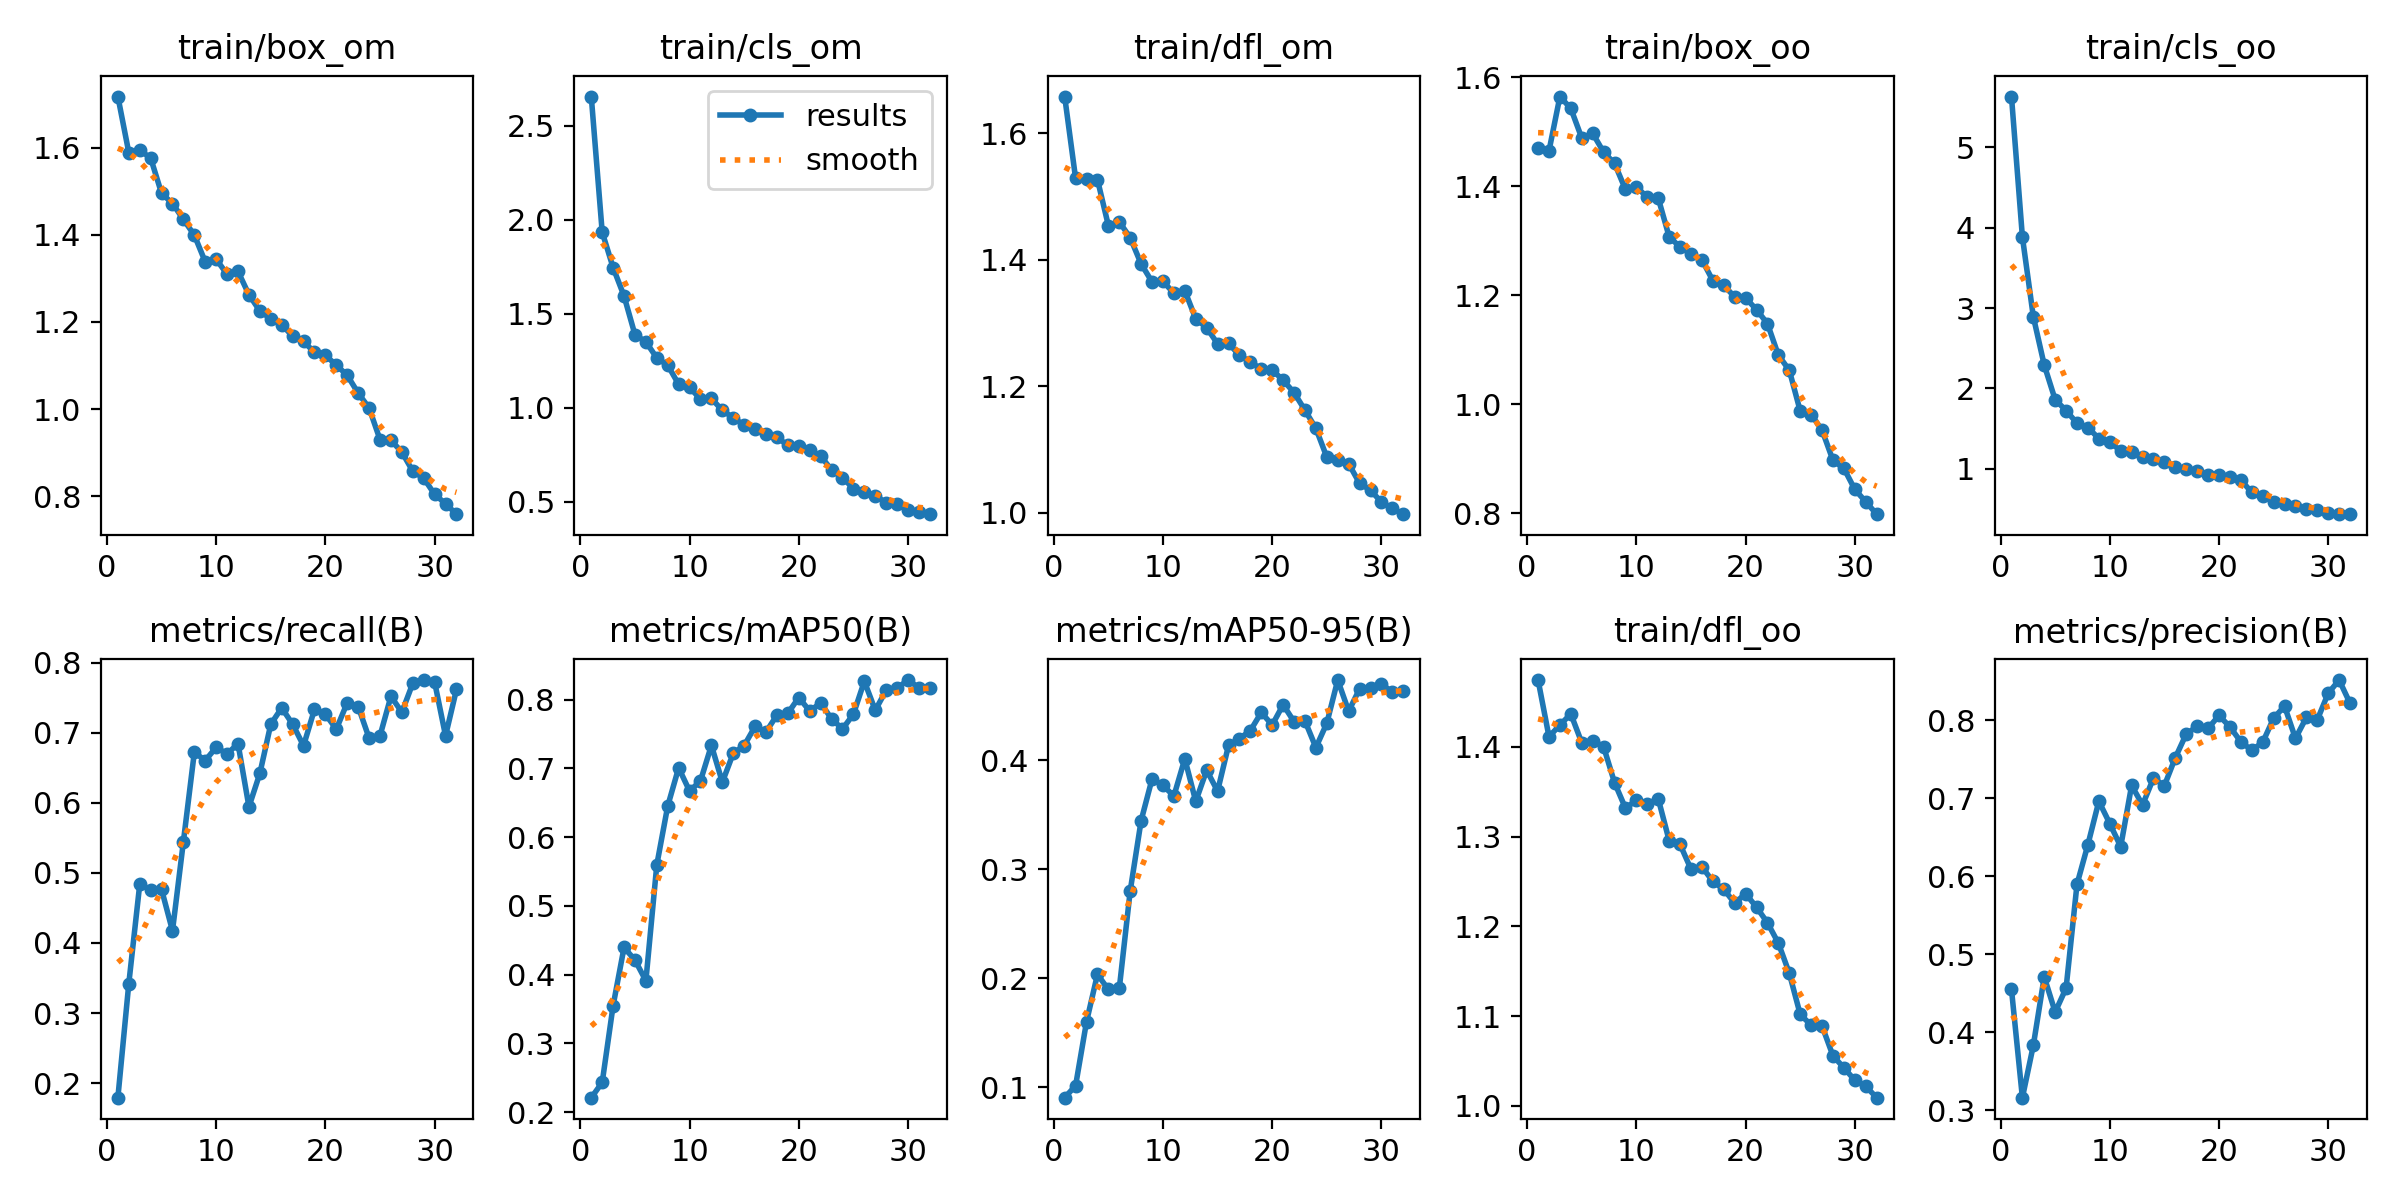 train/box_om
train/cls_om
train/dfl_om
train/box_oo
train/cls_oo
results
smooth
1.6
1.4
1.2
1.0
0.8
0 10 20 30
2.5
2.0
1.5
1.0
0.5
0 10 20 30
1.6
1.4
1.2
1.0
0 10 20 30
1.6
1.4
1.2
1.0
0.8
0 10 20 30
5
4
3
2
1
0 10 20 30
metrics/recall(B)
metrics/mAP50(B)
metrics/mAP50-95(B)
train/dfl_oo
metrics/precision(B)
0.8
0.7
0.6
0.5
0.4
0.3
0.2
0 10 20 30
0.8
0.7
0.6
0.5
0.4
0.3
0.2
0 10 20 30
0.4
0.3
0.2
0.1
0 10 20 30
1.4
1.3
1.2
1.1
1.0
0 10 20 30
0.8
0.7
0.6
0.5
0.4
0.3
0 10 20 30